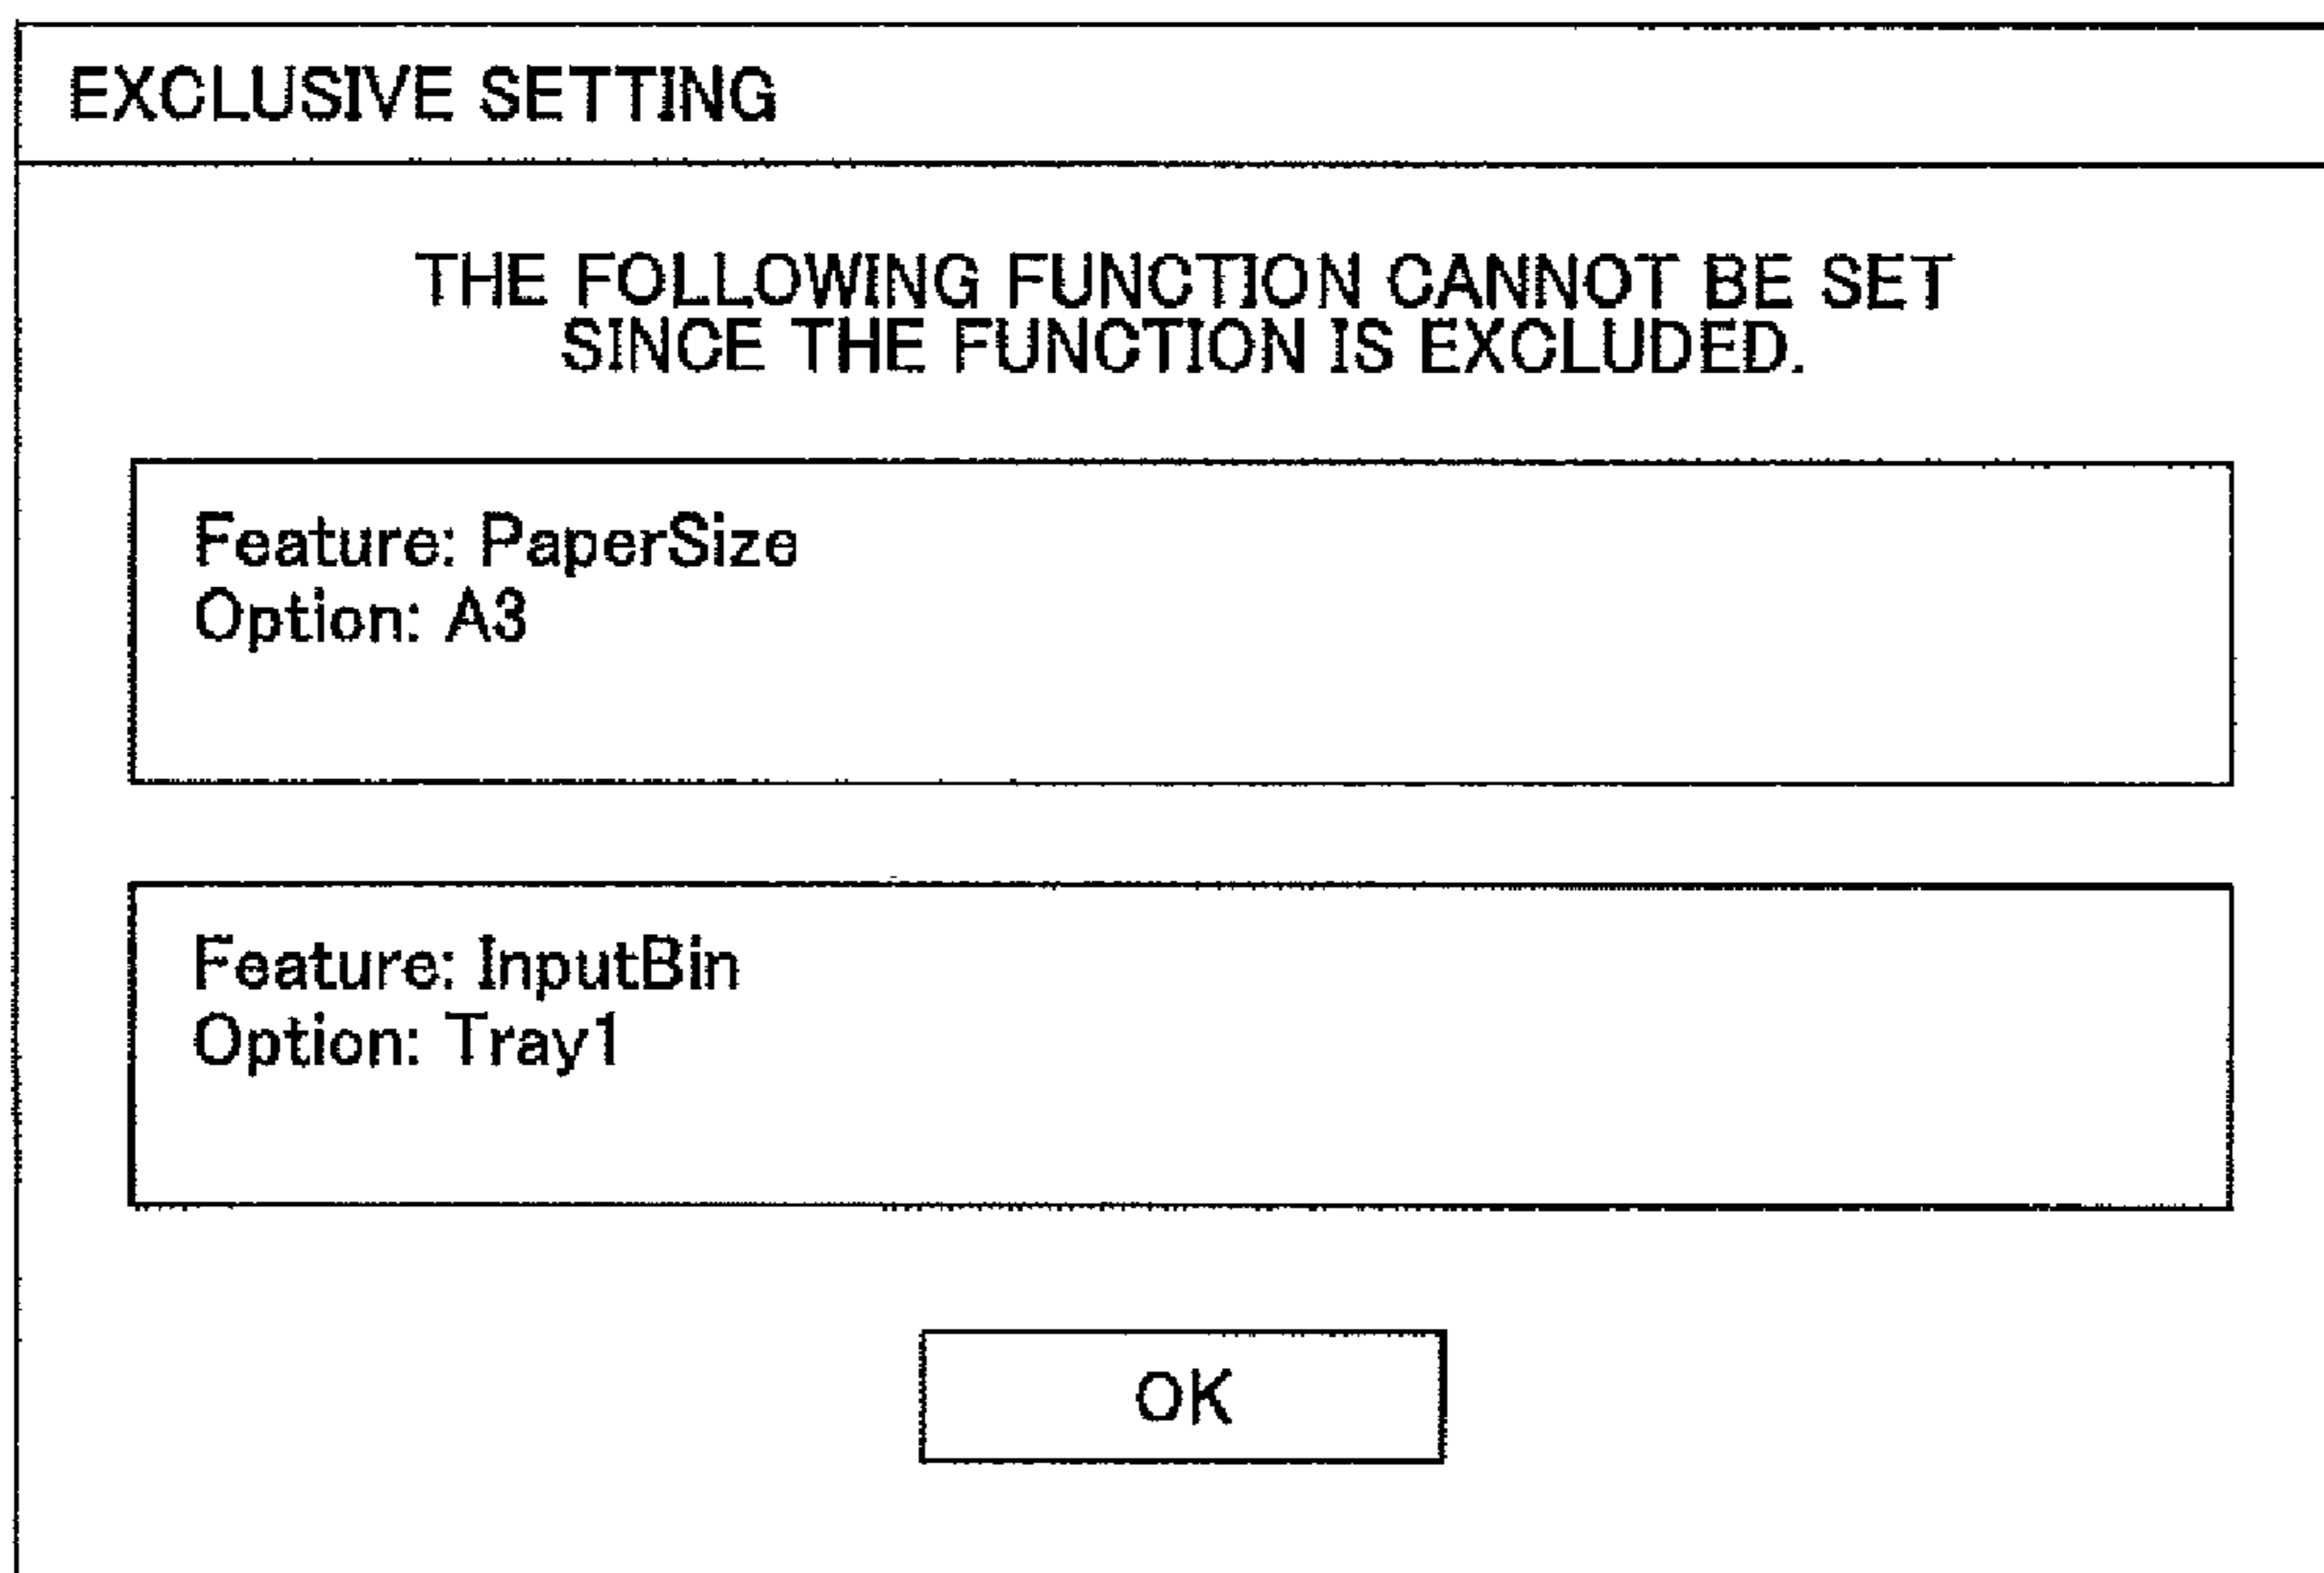 EXCLUSIVE SETTING
THE FOLLOWING FUNCTION CANNOT BE SET
SINCE THE FUNCTION IS EXCLUDED.
Feature: PaperSize
Option: A3
Feature: InputBin
Option: Tray1
OK